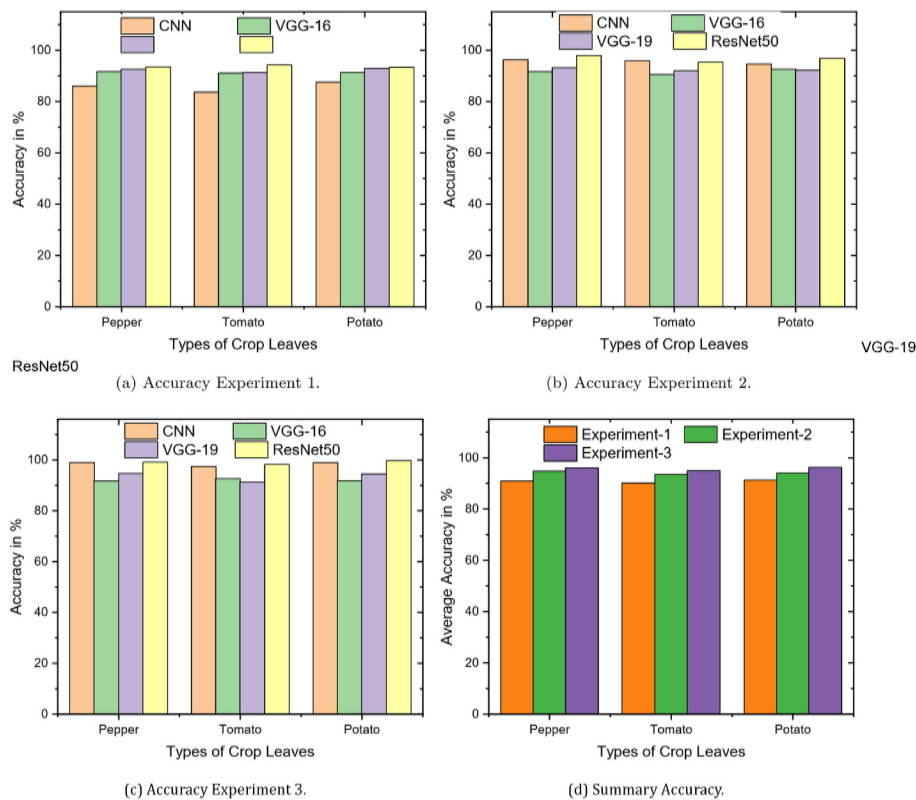 CNN VGG-16
100
80
60
40
20
0
Accuracy in %
Pepper Tomato Potato
Types of Crop Leaves
ResNet50
(a) Accuracy Experiment 1.
CNN VGG-16
VGG-19 ResNet50
100
80
60
40
20
0
Accuracy in %
Pepper Tomato Potato
Types of Crop Leaves
VGG-19
(b) Accuracy Experiment 2.
CNN VGG-16
VGG-19 ResNet50
100
80
60
40
20
0
Accuracy in %
Pepper Tomato Potato
Types of Crop Leaves
(c) Accuracy Experiment 3.
Experiment-1 Experiment-2
Experiment-3
100
80
60
40
20
0
Average Accuracy in %
Pepper Tomato Potato
Types of Crop Leaves
(d) Summary Accuracy.